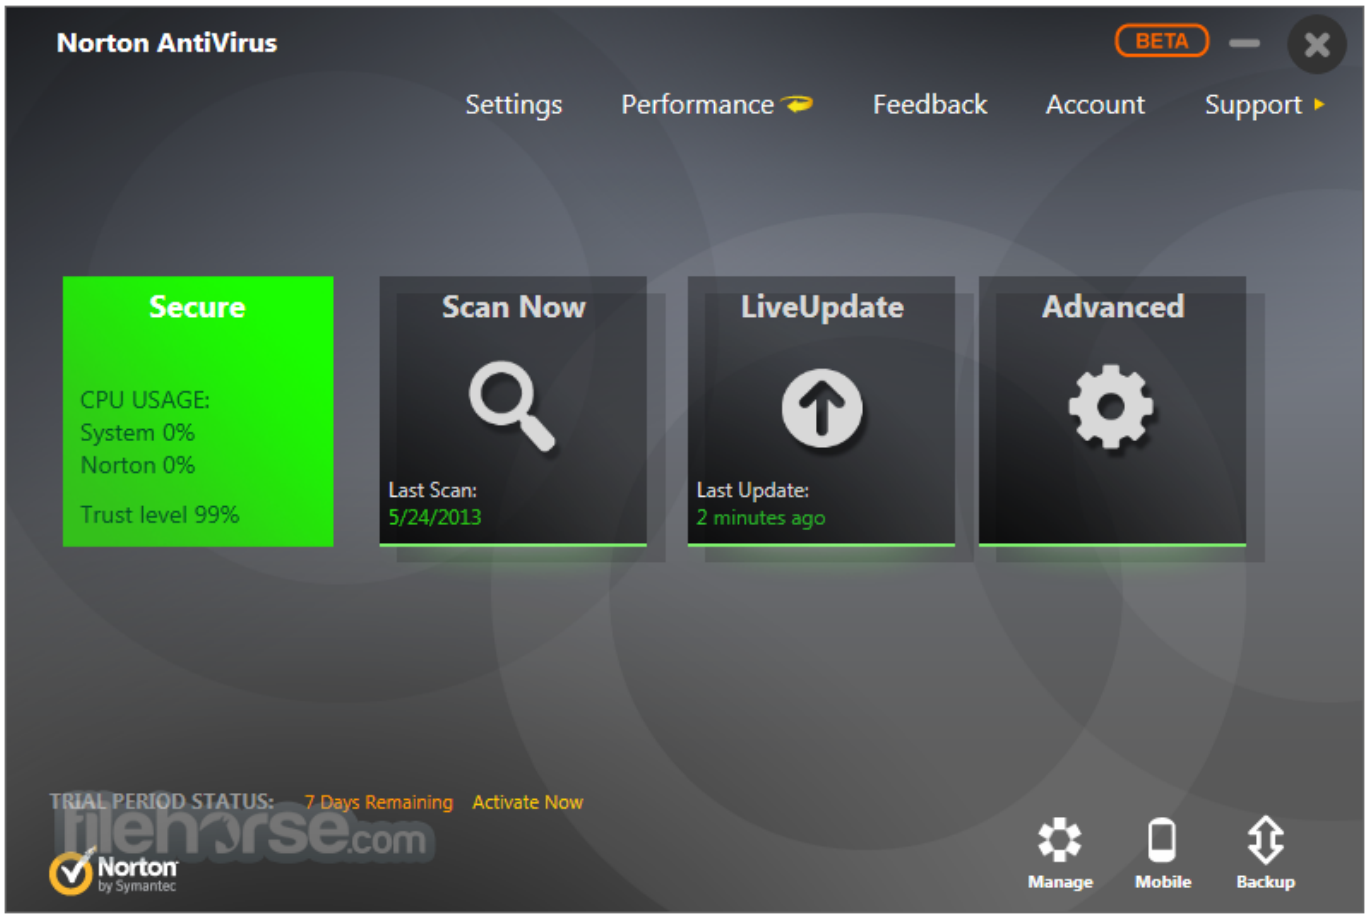 Norton AntiVirus
BETA
Settings Performance Feedback Account Support
Secure
CPU USAGE:
System 0%
Norton 0%
Trust level 99%
Scan Now
Last Scan:
5/24/2013
LiveUpdate
Last Update:
2 minutes ago
Advanced
TRIAL PERIOD STATUS: 7 Days Remaining Activate Now
filehorse.com
Norton
by Symantec
Manage Mobile Backup